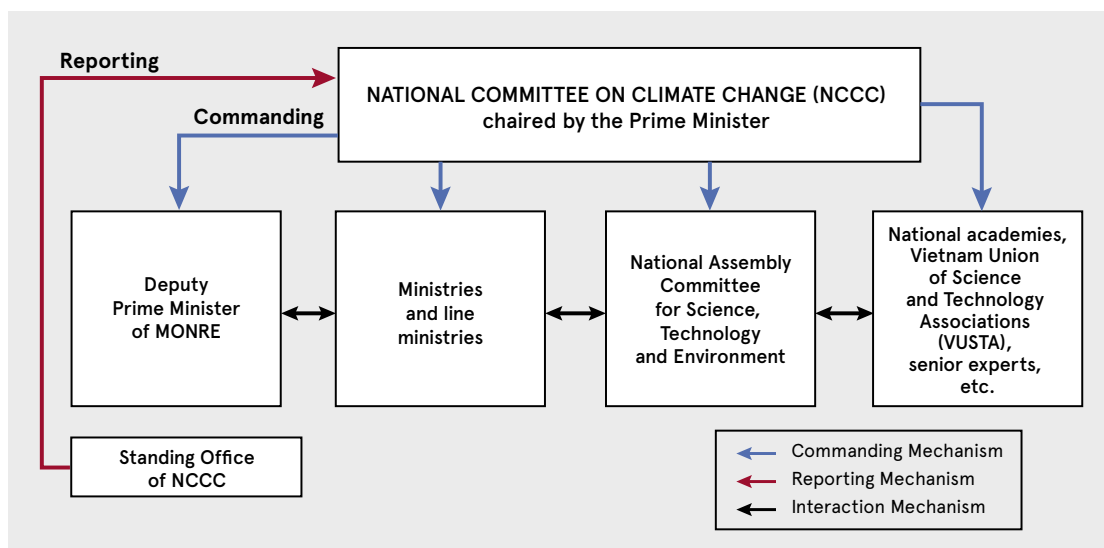 Reporting
NATIONAL COMMITTEE ON CLIMATE CHANGE (NCCC)
chaired by the Prime Minister
Commanding
Deputy
Prime Minister
of MONRE
Ministries
and line
ministries
National Assembly
Committee
for Science,
Technology
and Environment
National academies,
Vietnam Union
of Science
and Technology
Associations
(VUSTA),
senior experts,
etc.
Standing Office
of NCCC
Commanding Mechanism
Reporting Mechanism
Interaction Mechanism